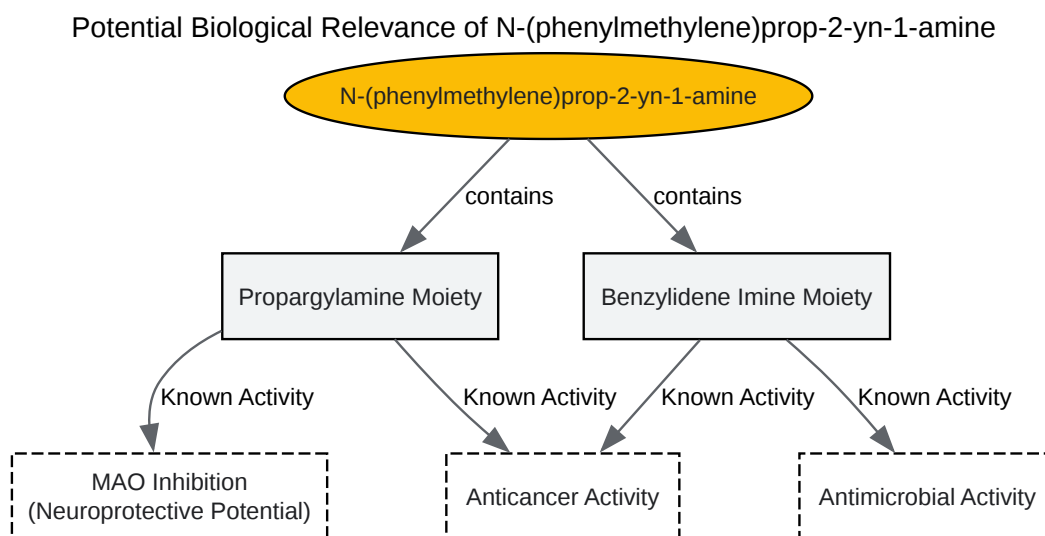 Potential Biological Relevance of N-(phenylmethylene)prop-2-yn-1-amine
N-(phenylmethylene)prop-2-yn-1-amine
contains
contains
Propargylamine Moiety
Benzylidene Imine Moiety
Known Activity
Known Activity
Known Activity
Known Activity
MAO Inhibition
(Neuroprotective Potential)
Anticancer Activity
Antimicrobial Activity